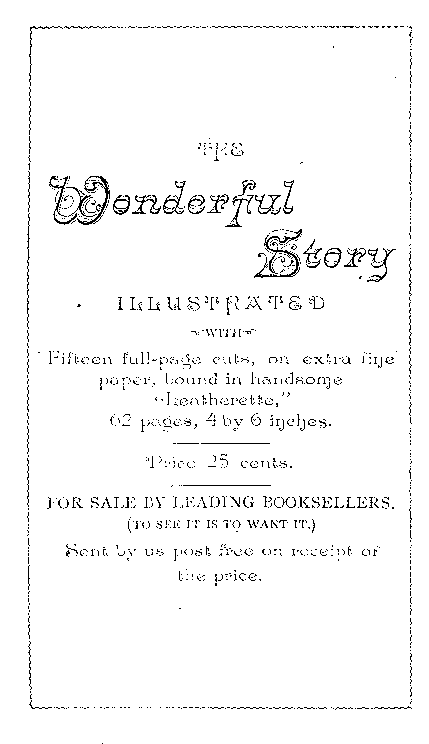 THE
Wonderful
Story
ILLUSTRATED
WITH
Fifteen full-page cuts, on extra fine
paper, bound in handsome
"Leatherette,"
62 pages, 4 by 6 inches.
Price 25 cents.
FOR SALE BY LEADING BOOKSELLERS.
(TO SEE IT IS TO WANT IT.)
Sent by us post free on receipt of
the price.